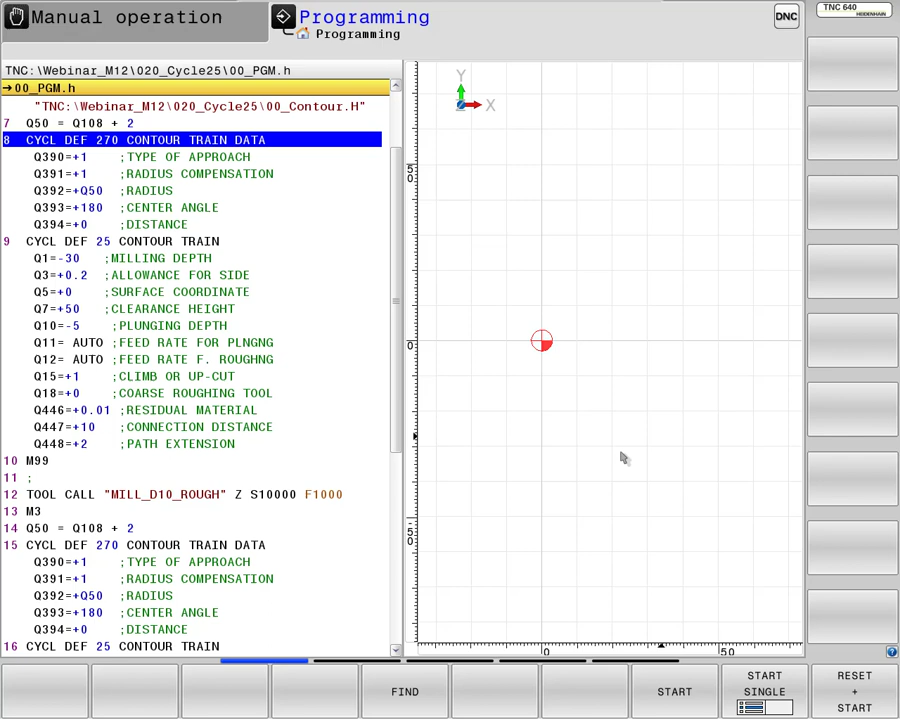 Manual operation
Programming
Programming
DNC
TNC 640
HEIDENHAIN
TNC:\Webinar_M12\020_Cycle25\00_PGM.h
→00_PGM.h
"TNC:\Webinar_M12\020_Cycle25\00_Contour.H"
7 Q50 = Q108 + 2
8 CYCL DEF 270 CONTOUR TRAIN DATA
Q390=+1 ;TYPE OF APPROACH
Q391=+1 ;RADIUS COMPENSATION
Q392=+Q50 ;RADIUS
Q393=+180 ;CENTER ANGLE
Q394=+0 ;DISTANCE
9 CYCL DEF 25 CONTOUR TRAIN
Q1=-30 ;MILLING DEPTH
Q3=+0.2 ;ALLOWANCE FOR SIDE
Q5=+0 ;SURFACE COORDINATE
Q7=+50 ;CLEARANCE HEIGHT
Q10=-5 ;PLUNGING DEPTH
Q11= AUTO ;FEED RATE FOR PLNGNG
Q12= AUTO ;FEED RATE F. ROUGHNG
Q15=+1 ;CLIMB OR UP-CUT
Q18=+0 ;COARSE ROUGHING TOOL
Q446=+0.01 ;RESIDUAL MATERIAL
Q447=+10 ;CONNECTION DISTANCE
Q448=+2 ;PATH EXTENSION
10 M99
11 ;
12 TOOL CALL "MILL_D10_ROUGH" Z S10000 F1000
13 M3
14 Q50 = Q108 + 2
15 CYCL DEF 270 CONTOUR TRAIN DATA
Q390=+1 ;TYPE OF APPROACH
Q391=+1 ;RADIUS COMPENSATION
Q392=+Q50 ;RADIUS
Q393=+180 ;CENTER ANGLE
Q394=+0 ;DISTANCE
16 CYCL DEF 25 CONTOUR TRAIN
Y
X
50
0
-50
0
50
FIND
START
START
SINGLE
RESET
+
START